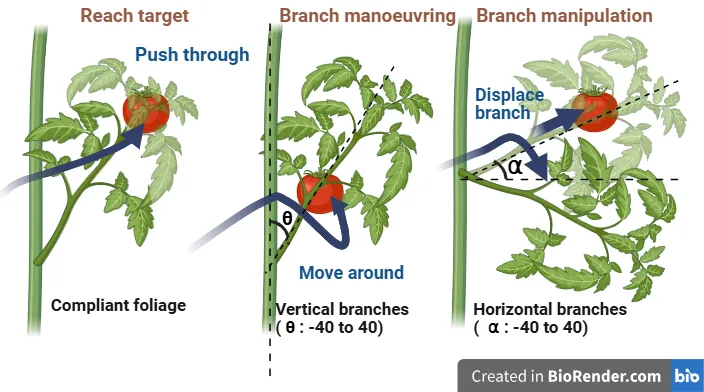 Reach target
Branch manoeuvring
Branch manipulation
Push through
Displace
branch
α
θ
Move around
Compliant foliage
Vertical branches
( θ : -40 to 40)
Horizontal branches
( α : -40 to 40)
Created in BioRender.com bio